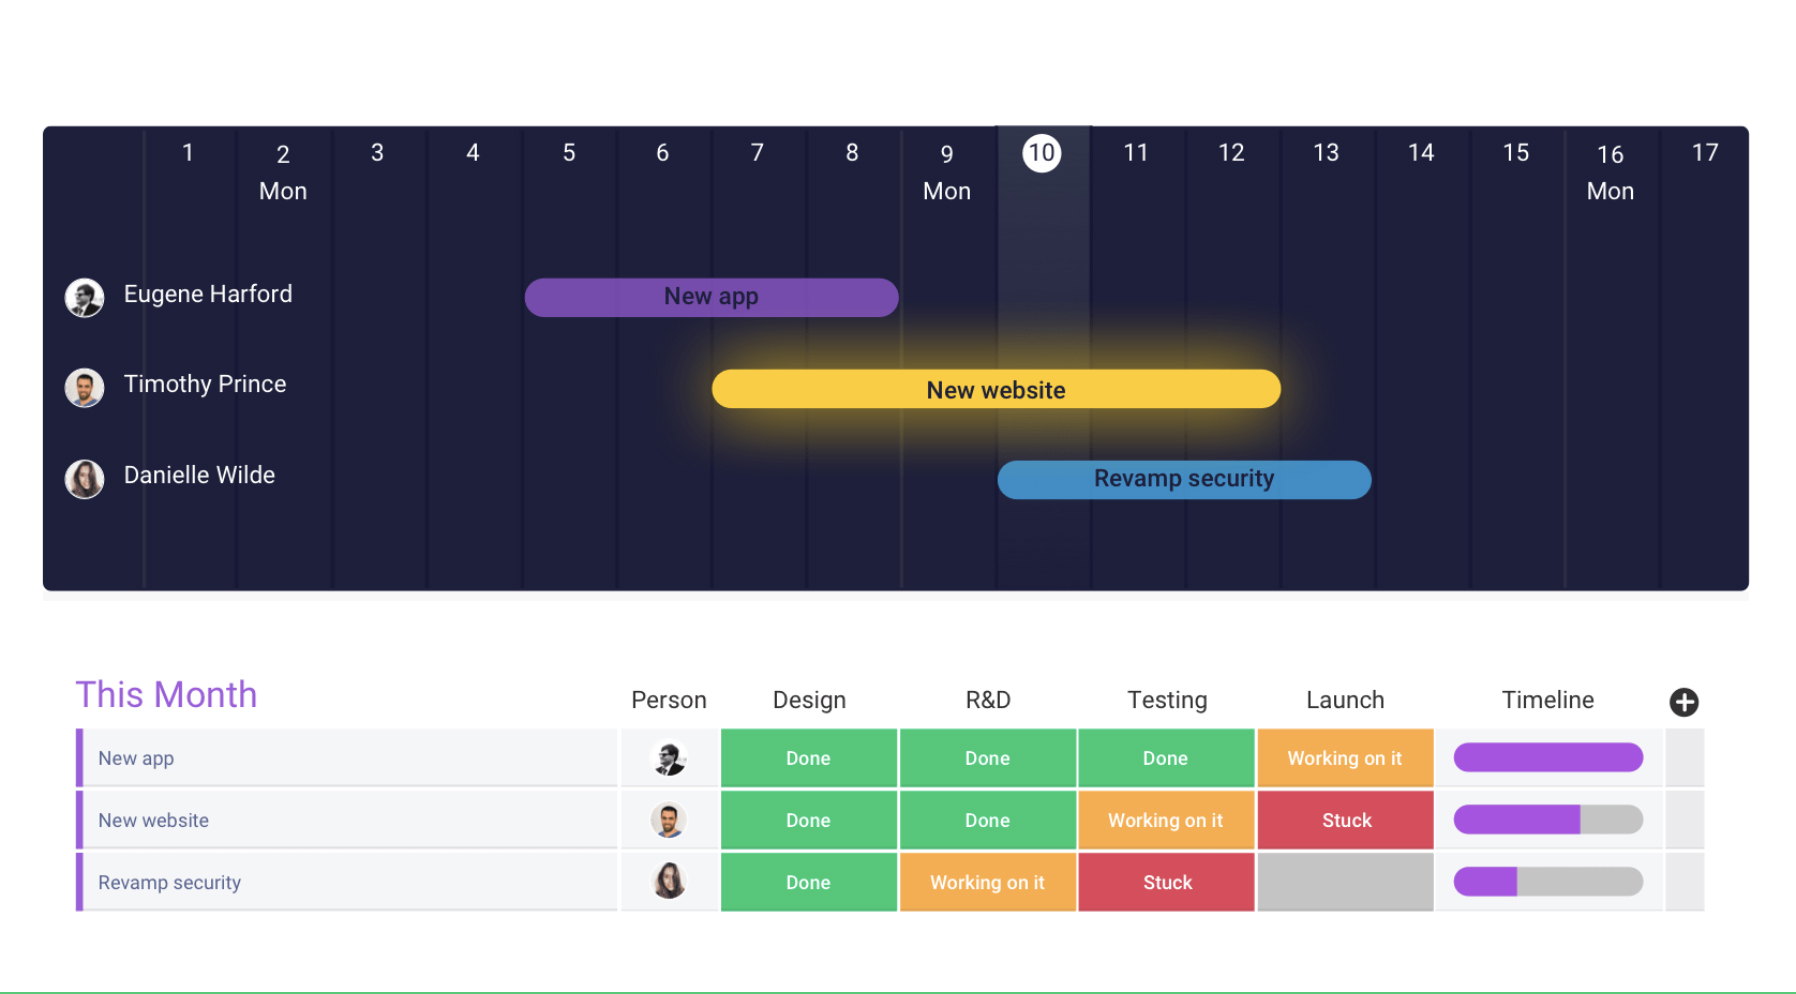 1 2 3 4 5 6 7 8 9 10 11 12 13 14 15 16 17
Mon Mon Mon
Eugene Harford New app
Timothy Prince New website
Danielle Wilde Revamp security
This Month Person Design R&D Testing Launch Timeline
New app Done Done Done Working on it
New website Done Done Working on it Stuck
Revamp security Done Working on it Stuck